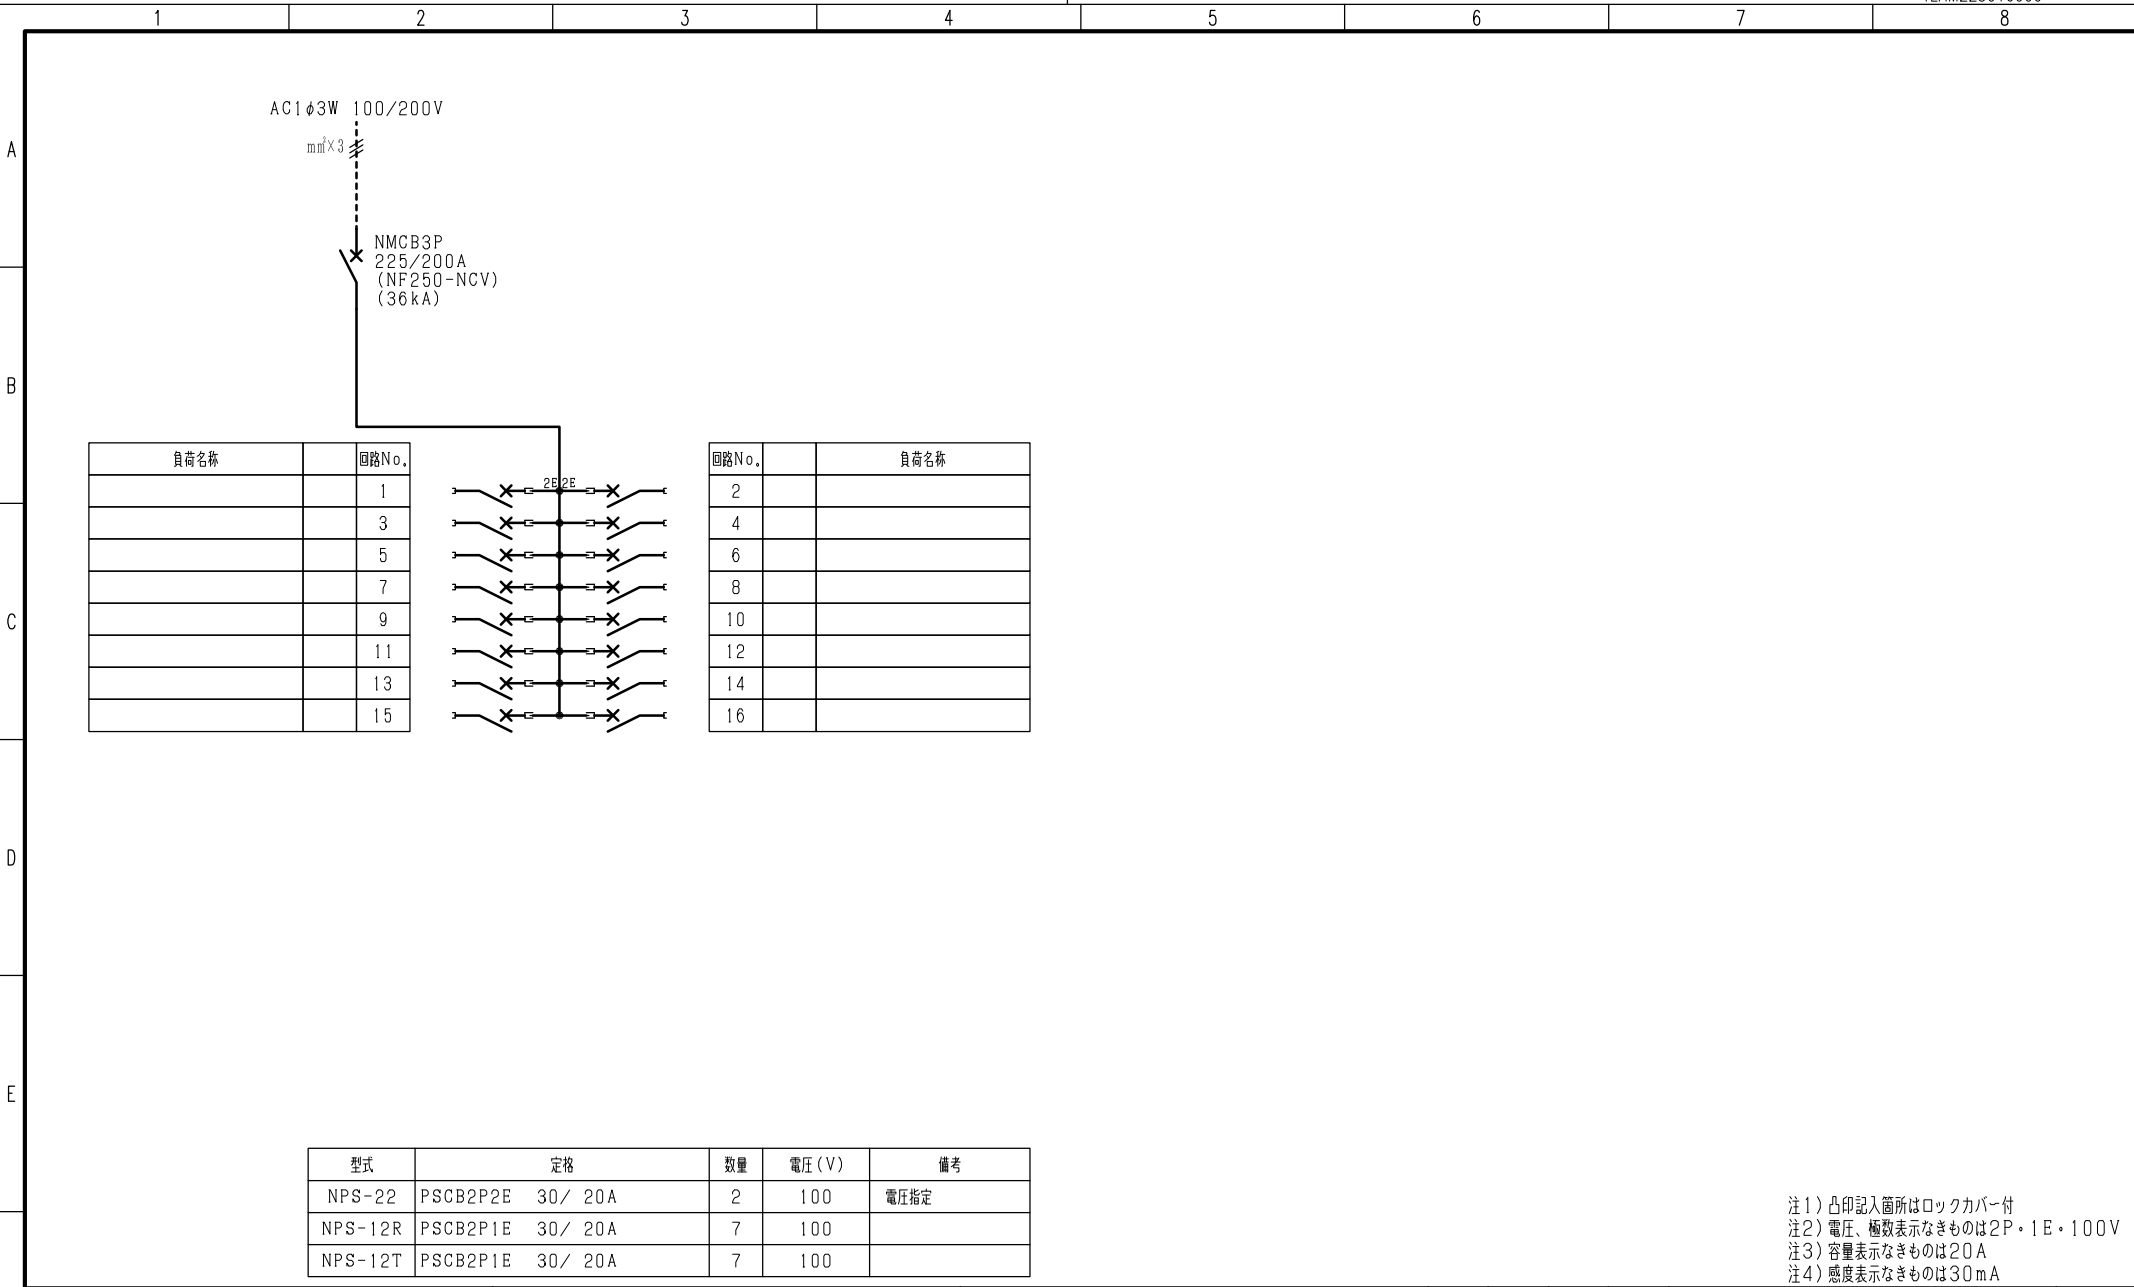 1 2 3 4 5 6 7 8
A
B
C
D
E
AC1φ3W 100/200V
mm²×3
NMCB3P
225/200A
(NF250-NCV)
(36kA)
負荷名称 回路No. 回路No. 負荷名称
2E 2E
1 2
3 4
5 6
7 8
9 10
11 12
13 14
15 16
型式 定格 数量 電圧(V) 備考
NPS-22 PSCB2P2E 30/ 20A 2 100 電圧指定
NPS-12R PSCB2P1E 30/ 20A 7 100
NPS-12T PSCB2P1E 30/ 20A 7 100
注1)凸印記入箇所はロックカバー付
注2)電圧、極数表示なきものは2P・1E・100V
注3)容量表示なきものは20A
注4)感度表示なきものは30mA